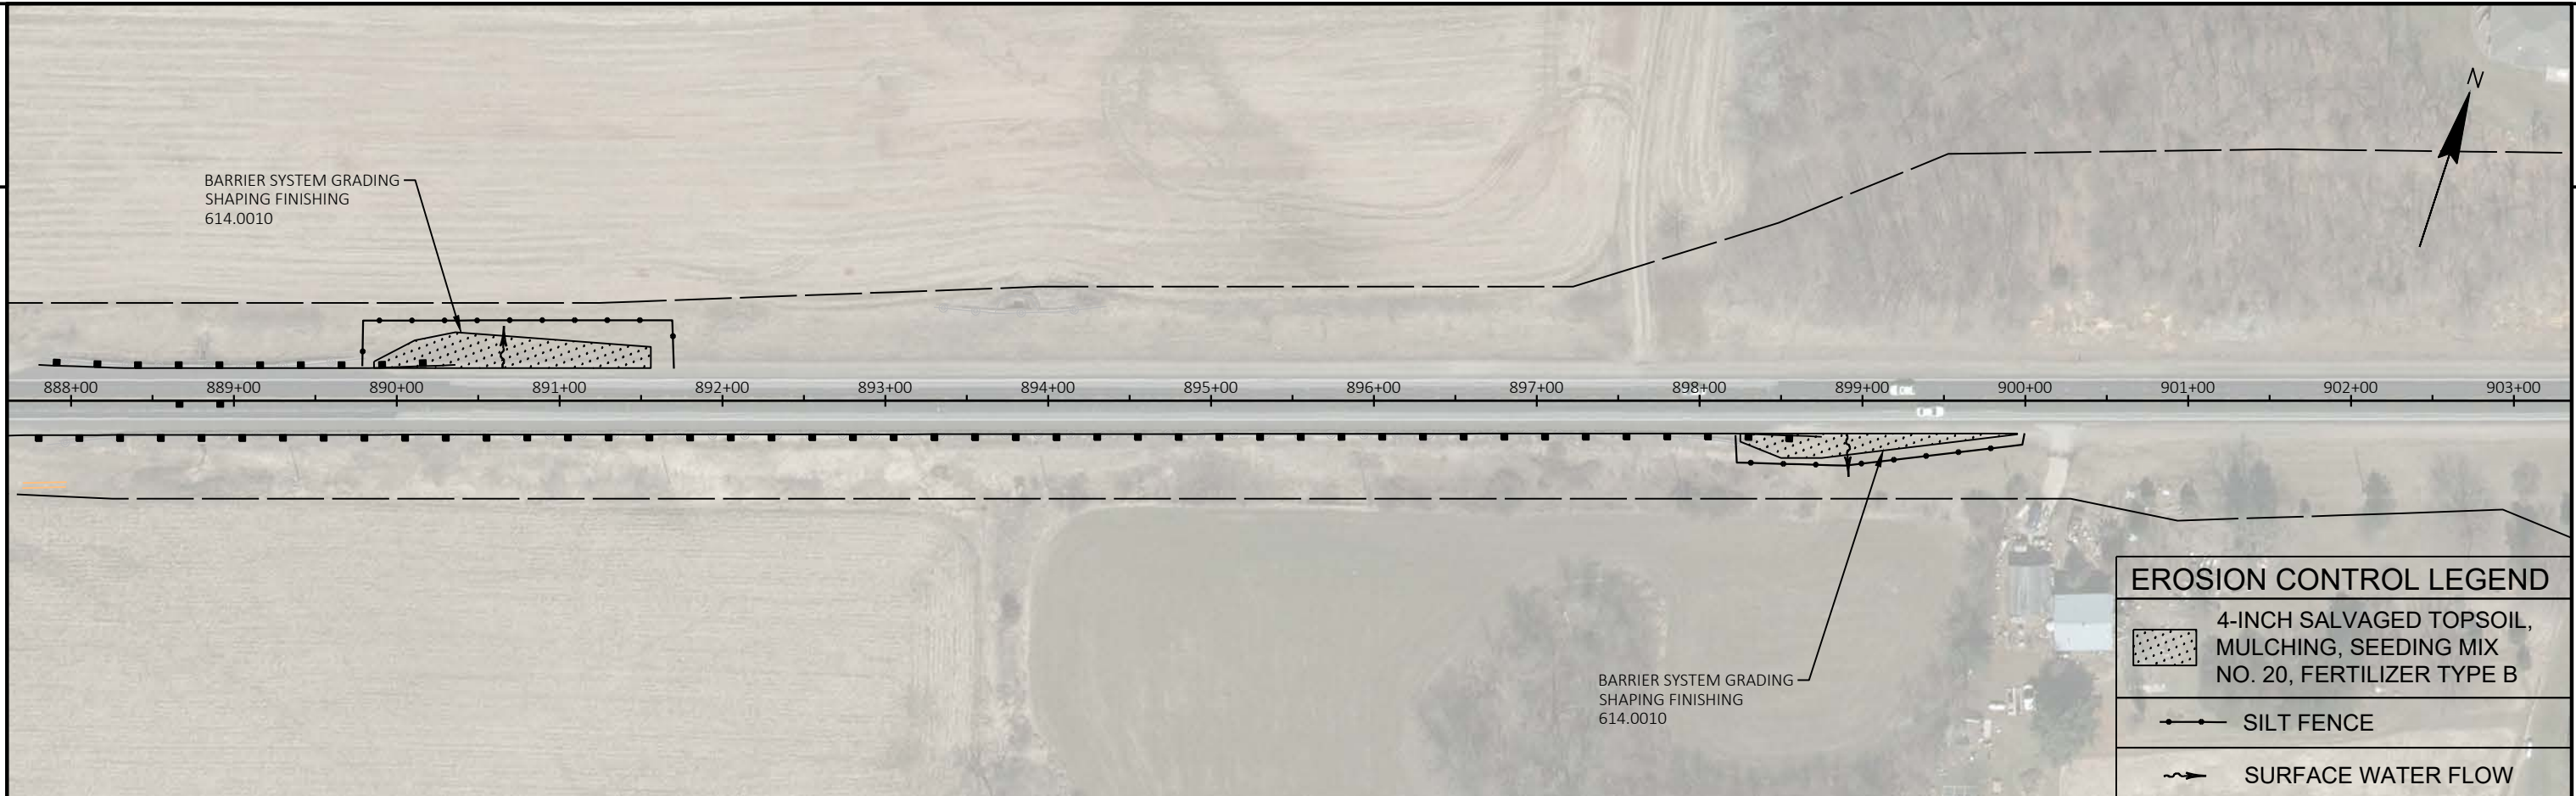 N
BARRIER SYSTEM GRADING
SHAPING FINISHING
614.0010
888+00 889+00 890+00 891+00 892+00 893+00 894+00 895+00 896+00 897+00 898+00 899+00 900+00 901+00 902+00 903+00
BARRIER SYSTEM GRADING
SHAPING FINISHING
614.0010
EROSION CONTROL LEGEND
4-INCH SALVAGED TOPSOIL,
MULCHING, SEEDING MIX
NO. 20, FERTILIZER TYPE B
SILT FENCE
SURFACE WATER FLOW